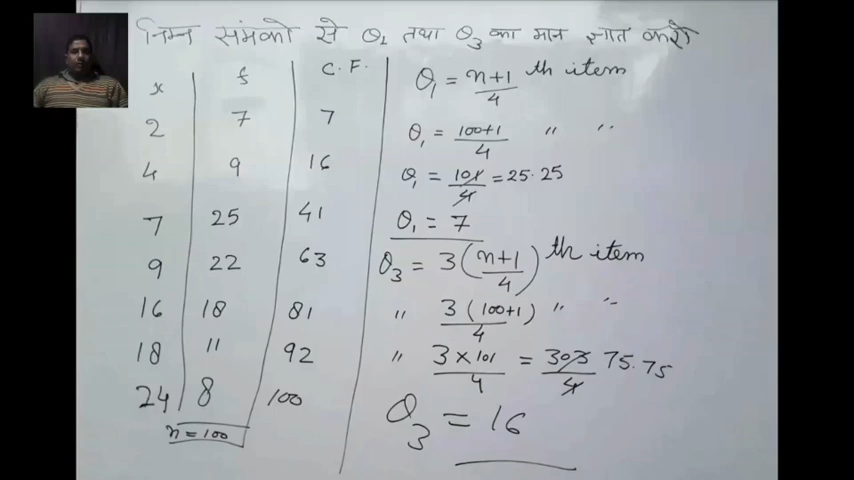 निम्न संमको से Q₁ तथा Q₃ का मान ज्ञात करो
x f C.F.
2 7 7
4 9 16
7 25 41
9 22 63
16 18 81
18 11 92
24 8 100
n = 100
Q₁ = n+1/4 th item
Q₁ = 100+1/4 " "
Q₁ = 101/4 = 25.25
Q₁ = 7
Q₃ = 3(n+1/4) th item
" 3(100+1)/4 " "
" 3×101/4 = 303/4 75.75
Q₃ = 16